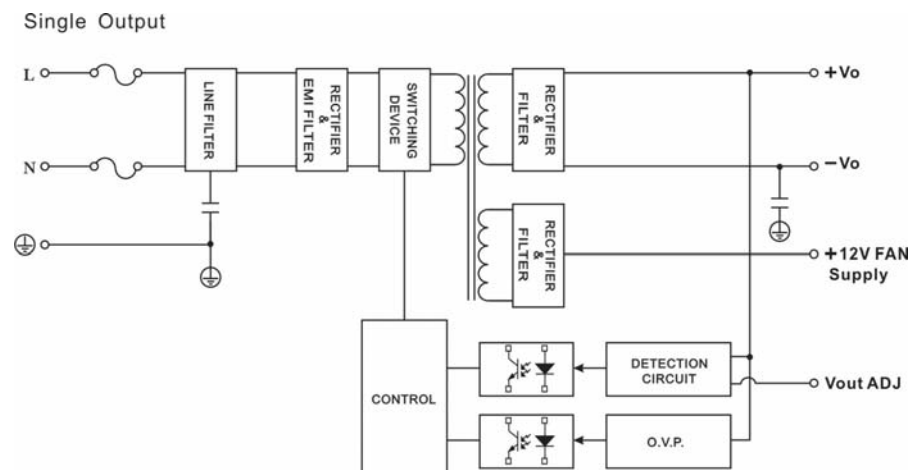 Single Output
L
N
LINE FILTER
RECTIFIER
&
EMI FILTER
SWITCHING
DEVICE
RECTIFIER
&
FILTER
+Vo
−Vo
RECTIFIER
&
FILTER
+12V FAN
Supply
CONTROL
DETECTION
CIRCUIT
Vout ADJ
O.V.P.